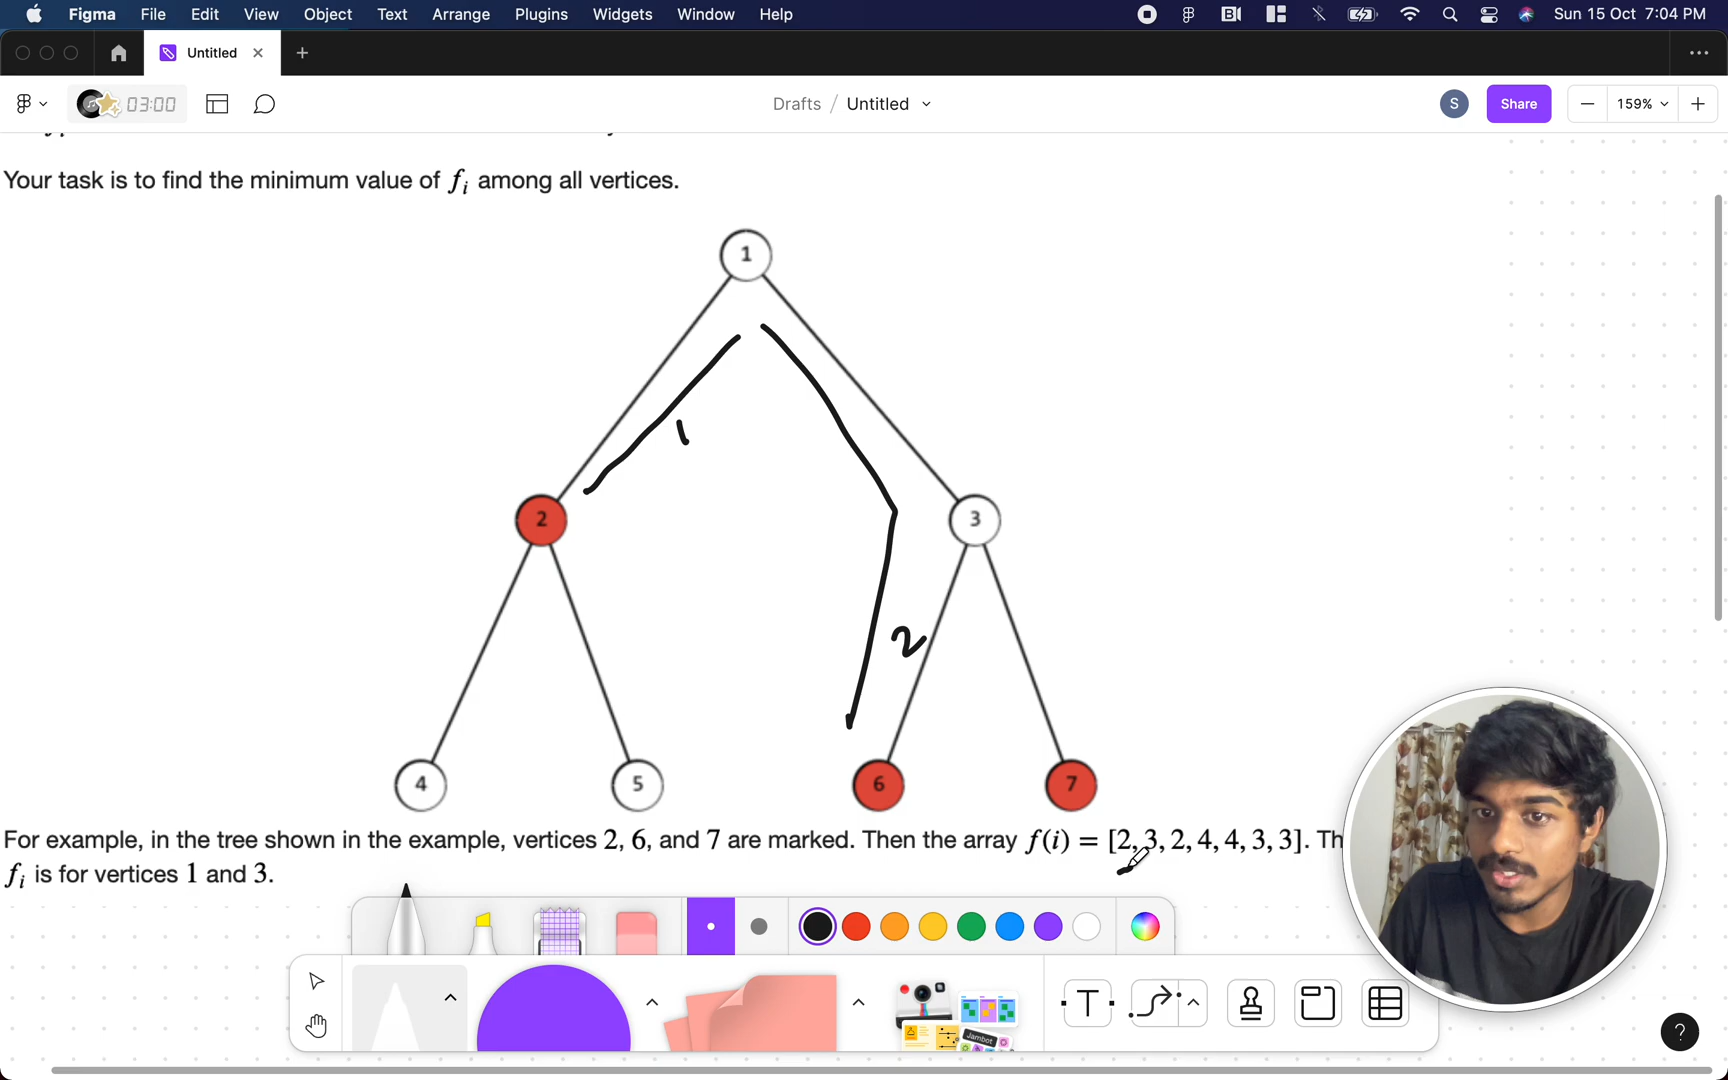 Figma File Edit View Object Text Arrange Plugins Widgets Window Help Sun 15 Oct 7:04 PM
Untitled
03:00 Drafts / Untitled S Share 159%
Your task is to find the minimum value of fᵢ among all vertices.
1
1
2
3
2
4
5
6
7
For example, in the tree shown in the example, vertices 2, 6, and 7 are marked. Then the array f(i) = [2, 3, 2, 4, 4, 3, 3]. Th
fᵢ is for vertices 1 and 3.
T
Jambot
?